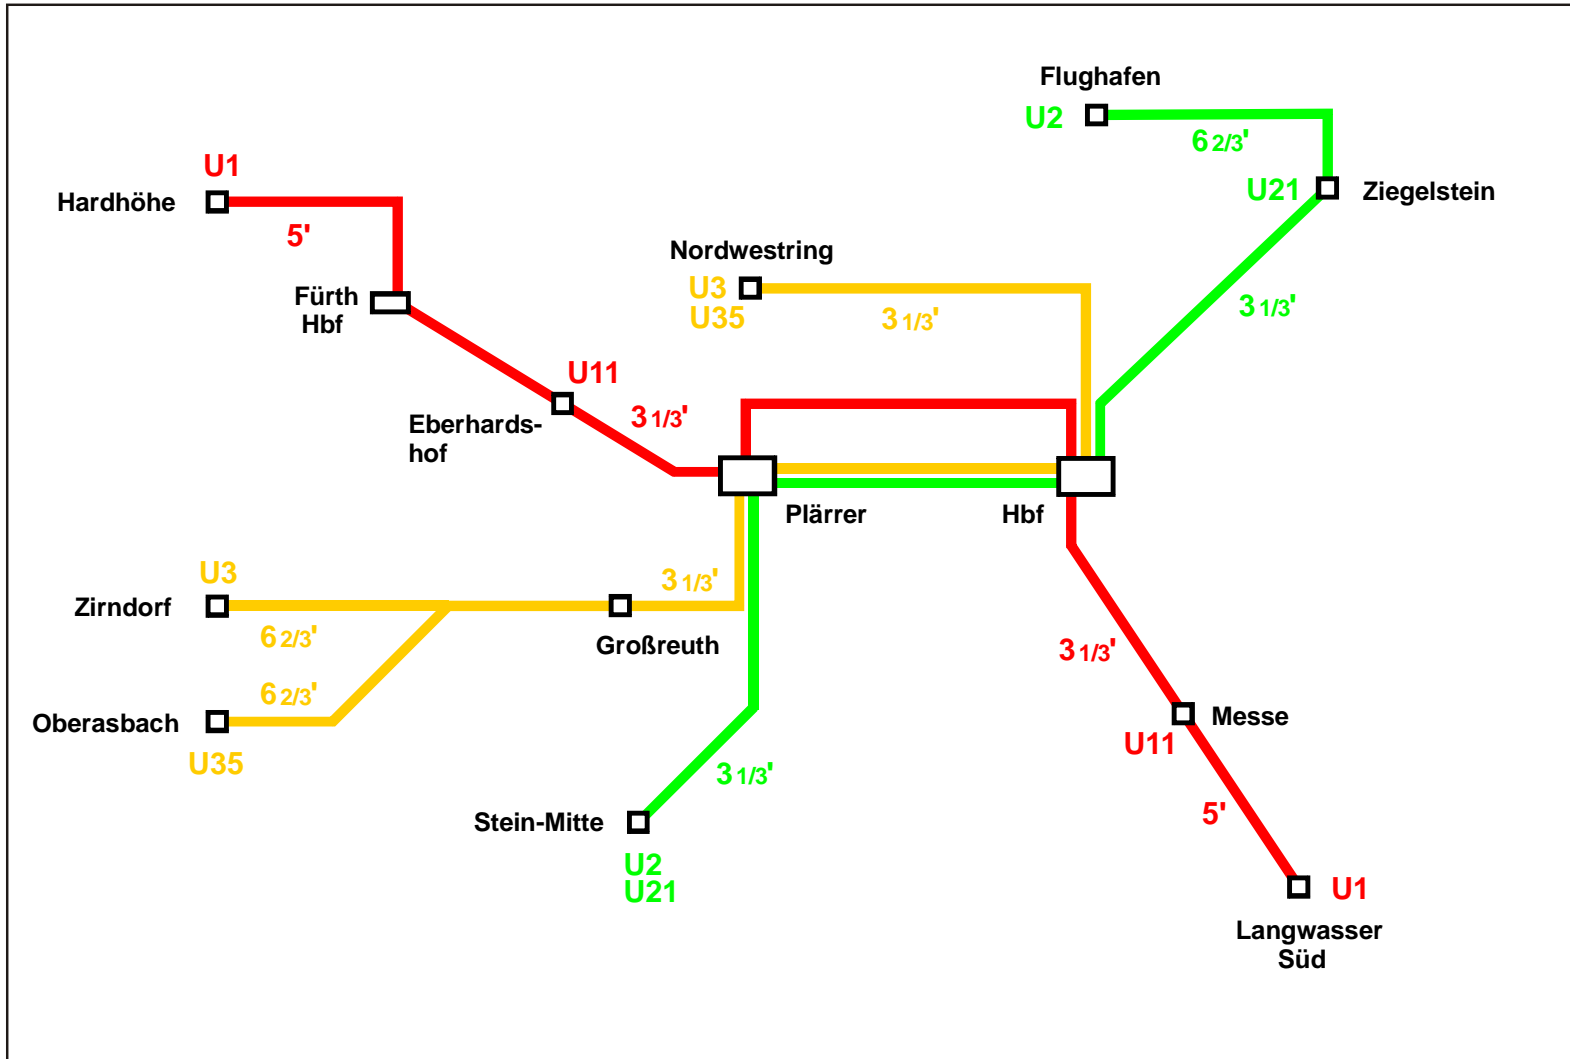 Flughafen
U2
6 2/3'
U1
U21
Ziegelstein
Hardhöhe
5'
Nordwestring
U3
U35
3 1/3'
3 1/3'
Fürth
Hbf
U11
Eberhards-
hof
3 1/3'
Plärrer
Hbf
U3
Zirndorf
6 2/3'
3 1/3'
Großreuth
6 2/3'
Oberasbach
U35
3 1/3'
Messe
U11
3 1/3'
Stein-Mitte
U2
U21
5'
U1
Langwasser
Süd